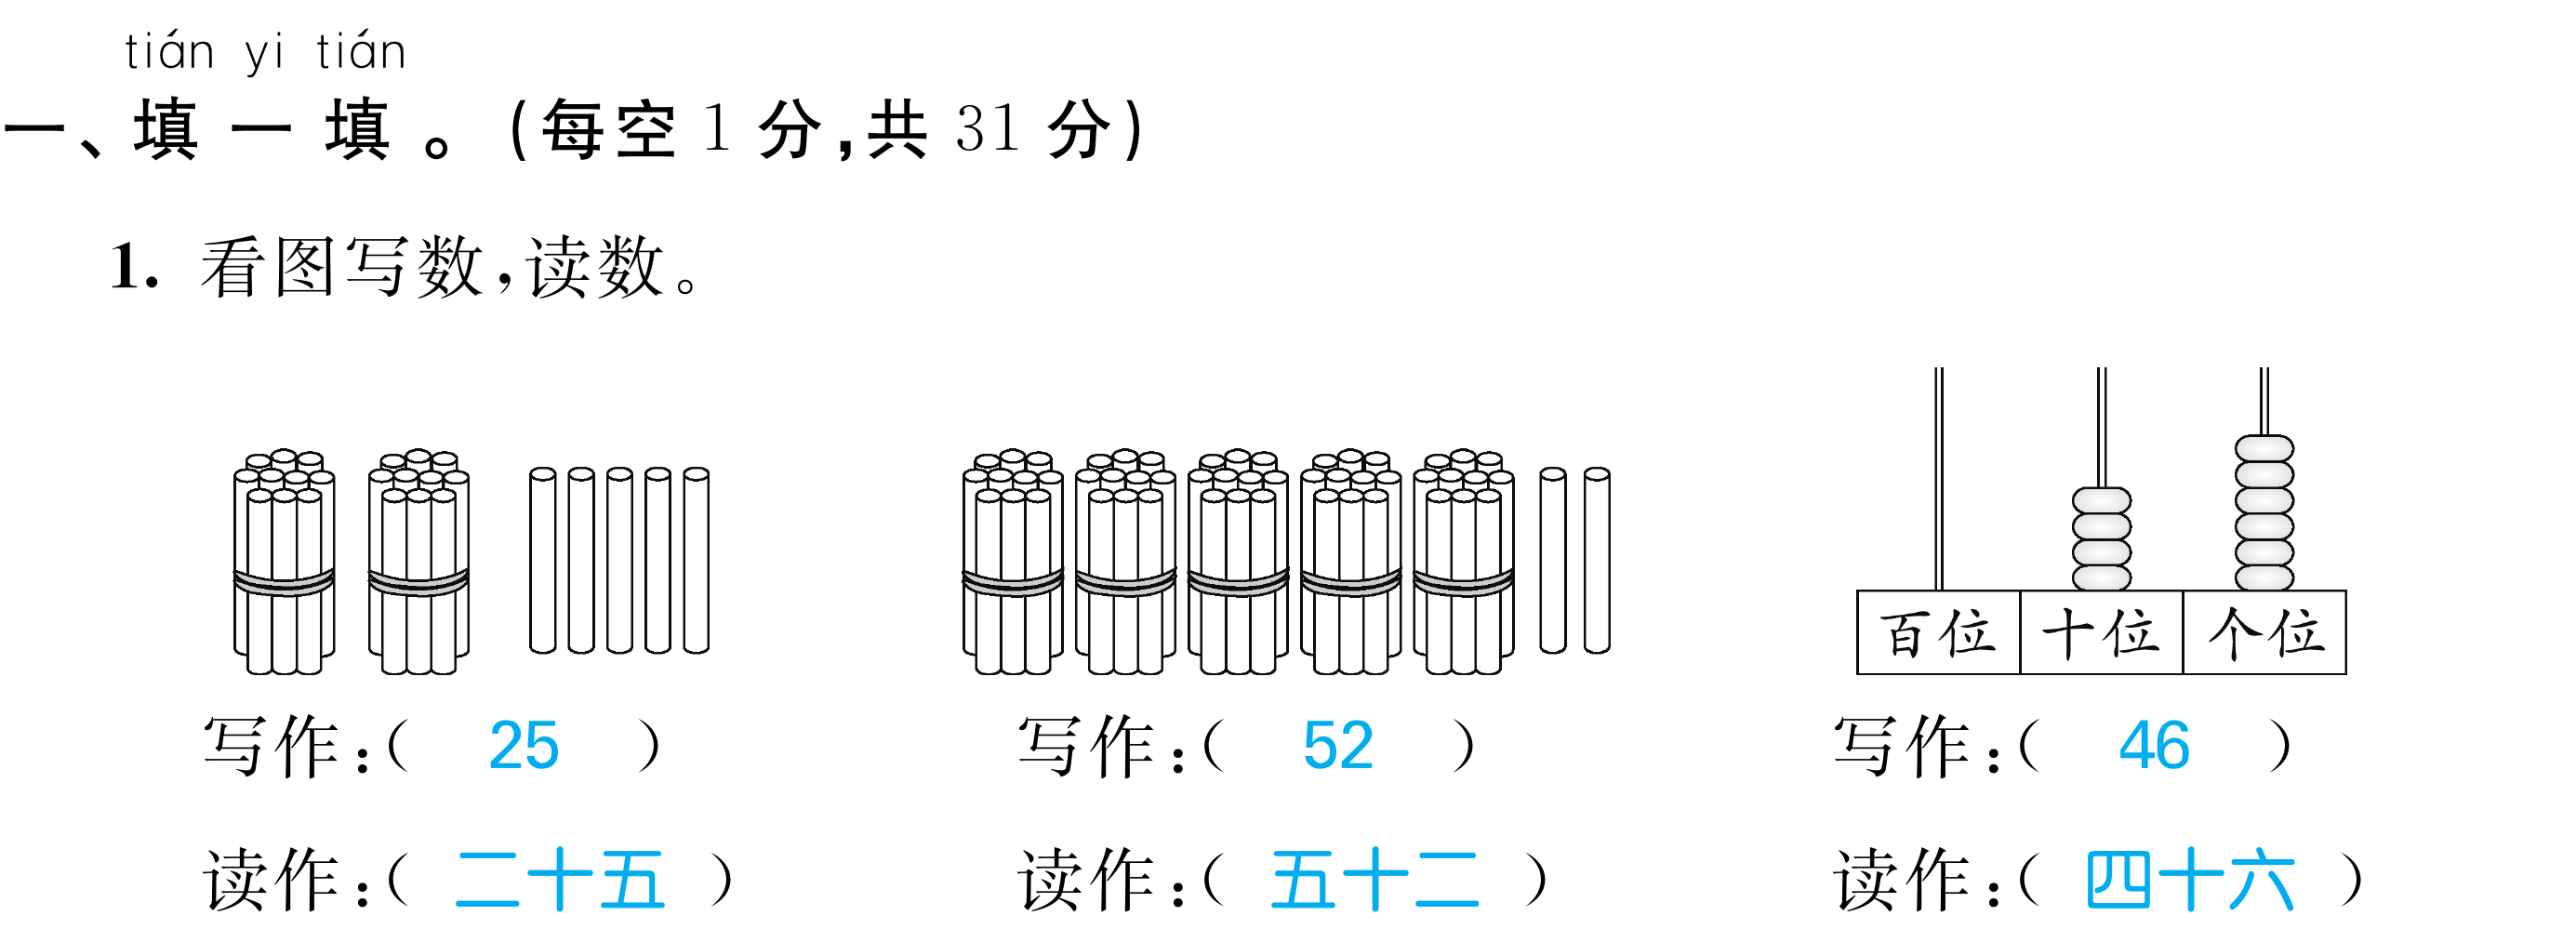 tián yi tián
一、填一填。(每空1分,共31分)
1. 看图写数,读数。
百位 十位 个位
写作:( 25 ) 写作:( 52 ) 写作:( 46 )
读作:( 二十五 ) 读作:( 五十二 ) 读作:( 四十六 )